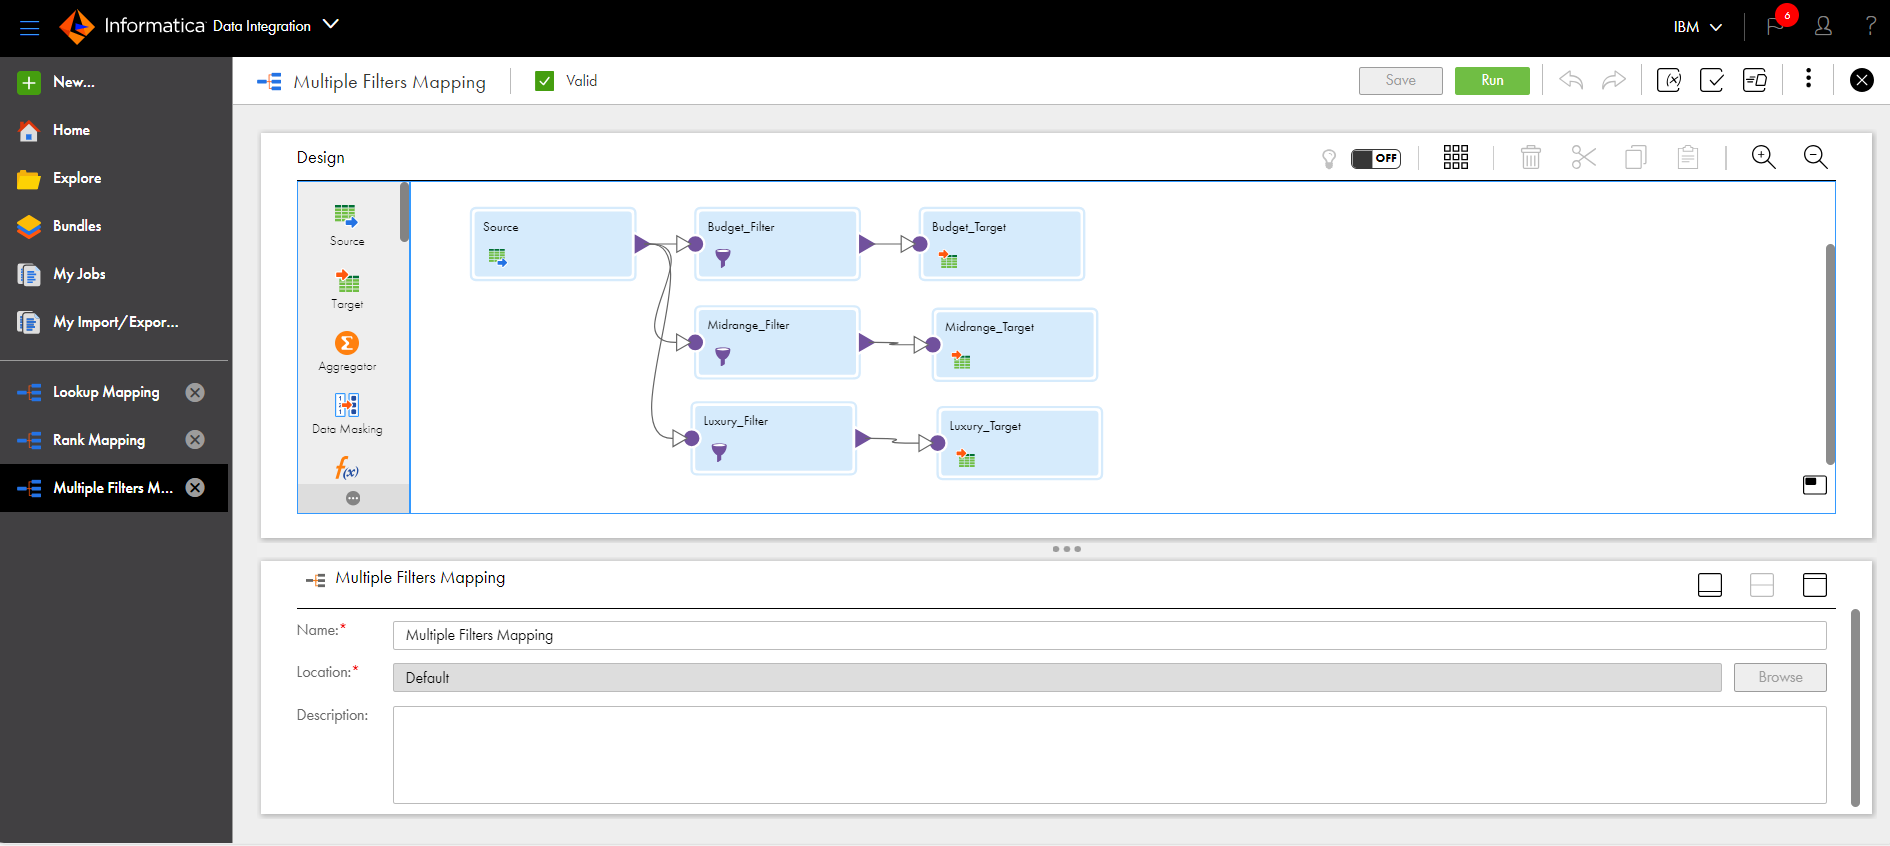 Informatica Data Integration
IBM
6
?
New...
Home
Explore
Bundles
My Jobs
My Import/Expor...
Lookup Mapping
Rank Mapping
Multiple Filters M...
Multiple Filters Mapping
Valid
Save
Run
(x)
Design
OFF
Source
Target
Σ
Aggregator
Data Masking
f(x)
Source
Budget_Filter
Budget_Target
Midrange_Filter
Midrange_Target
Luxury_Filter
Luxury_Target
Multiple Filters Mapping
Name:*
Multiple Filters Mapping
Location:*
Default
Browse
Description: